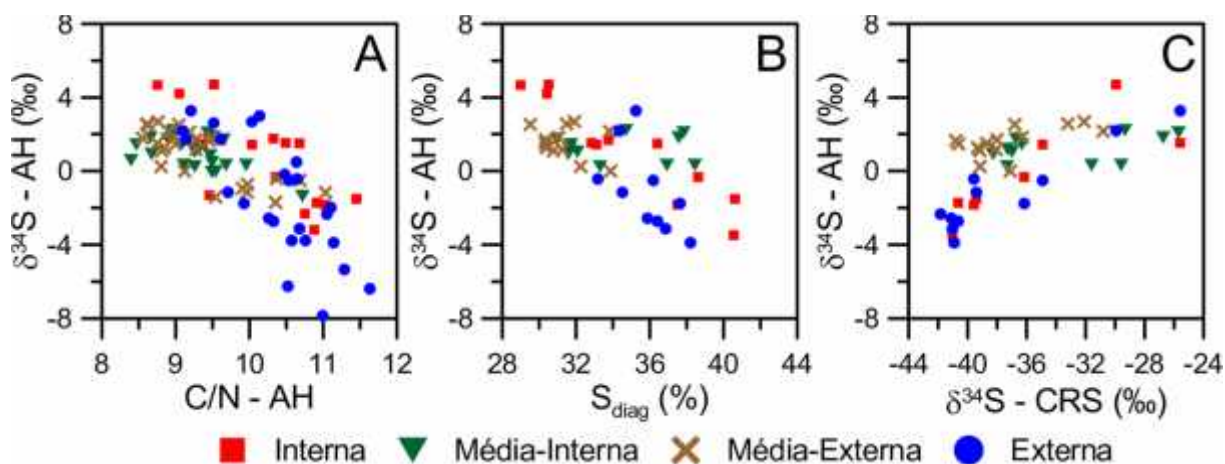 A
B
C
8
4
0
-4
-8
8
4
0
-4
-8
8
4
0
-4
-8
δ³⁴S - AH (‰)
δ³⁴S - AH (‰)
δ³⁴S - AH (‰)
8 9 10 11 12
28 32 36 40 44
-44 -40 -36 -32 -28 -24
C/N - AH
S_diag (%)
δ³⁴S - CRS (‰)
Interna Média-Interna Média-Externa Externa